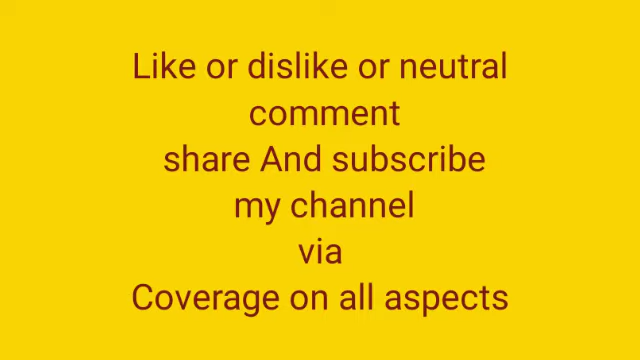 Like or dislike or neutral
comment
share And subscribe
my channel
via
Coverage on all aspects